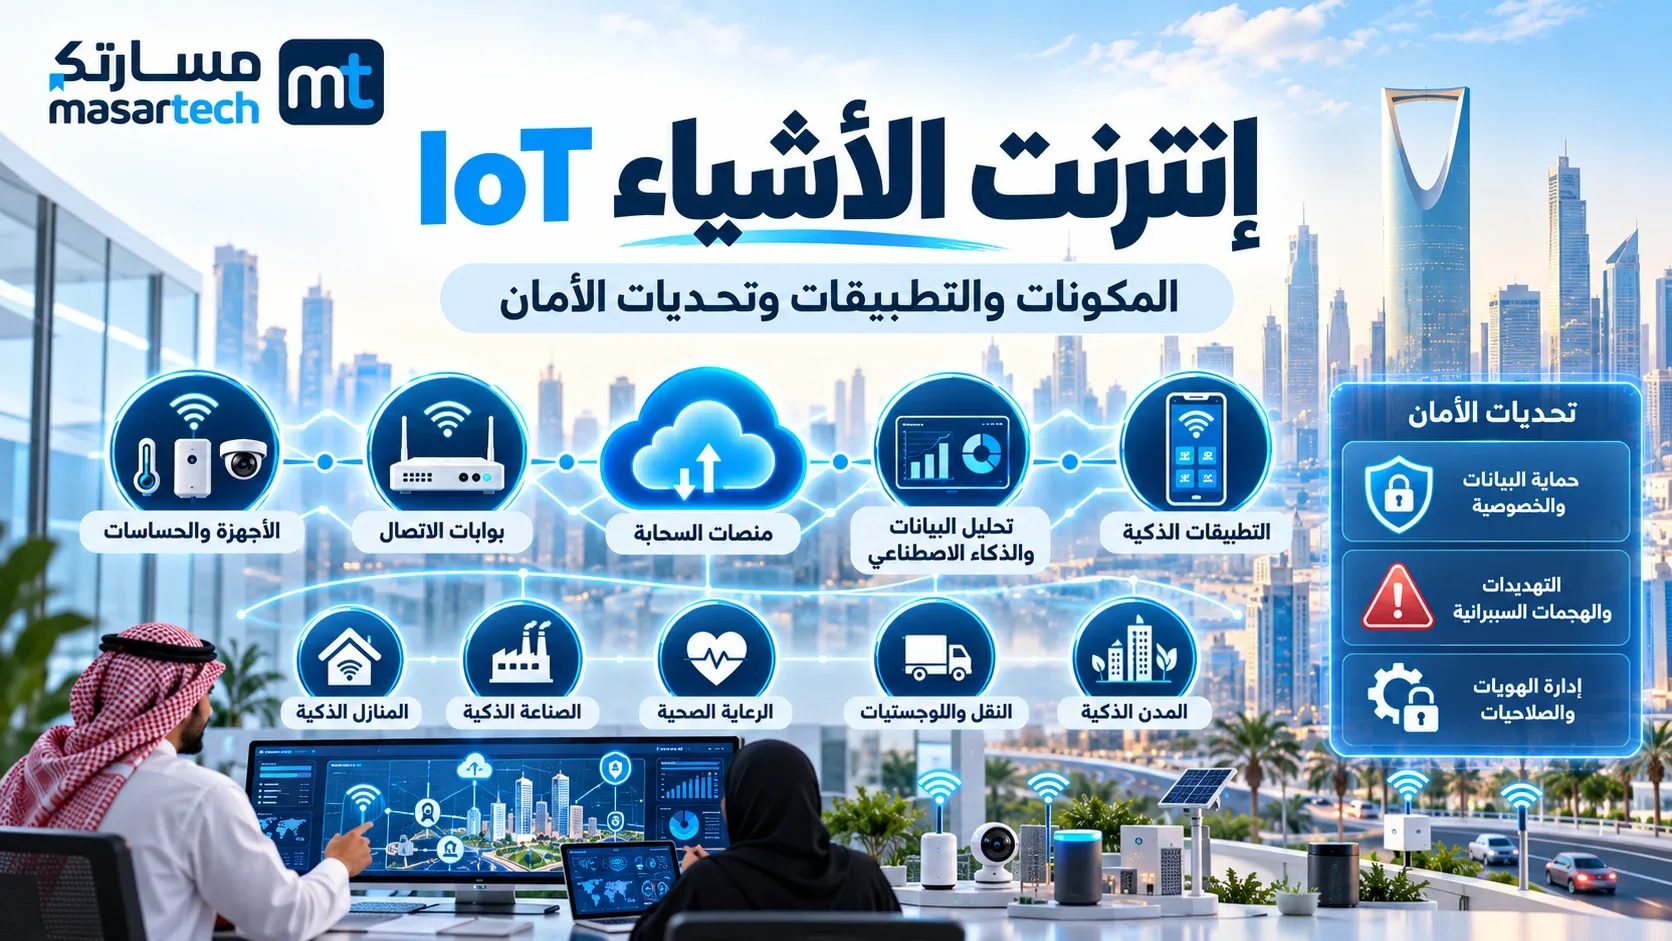 مسارتك
masartech
mt
إنترنت الأشياء IoT
المكونات والتطبيقات وتحديات الأمان
التطبيقات الذكية
تحليل البيانات
والذكاء الاصطناعي
منصات السحابة
بوابات الاتصال
الأجهزة والحساسات
المدن الذكية
النقل واللوجستيات
الرعاية الصحية
الصناعة الذكية
المنازل الذكية
تحديات الأمان
حماية البيانات
والخصوصية
التهديدات
والهجمات السيبرانية
إدارة الهويات
والصلاحيات